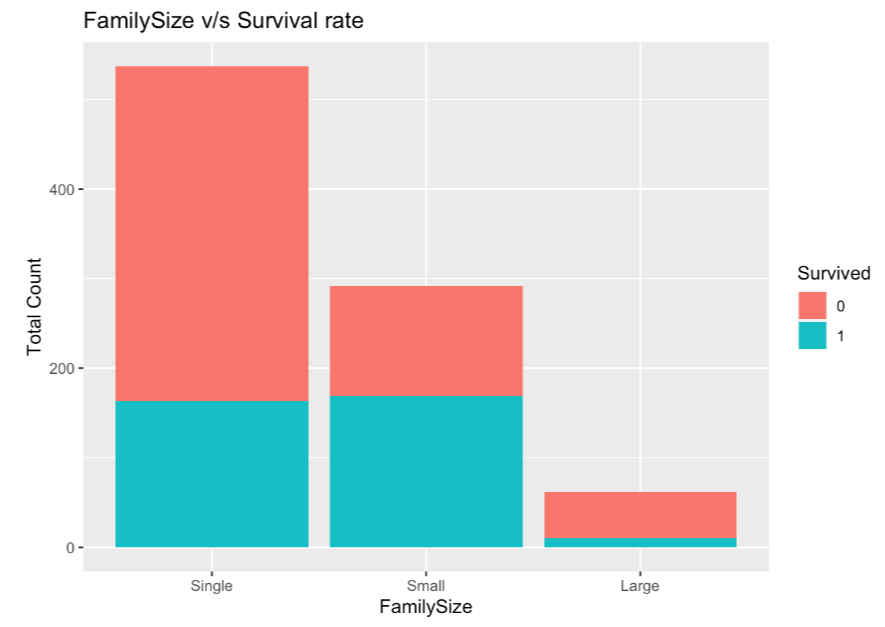 FamilySize v/s Survival rate
Total Count
400
200
0
Single Small Large
FamilySize
Survived
0
1